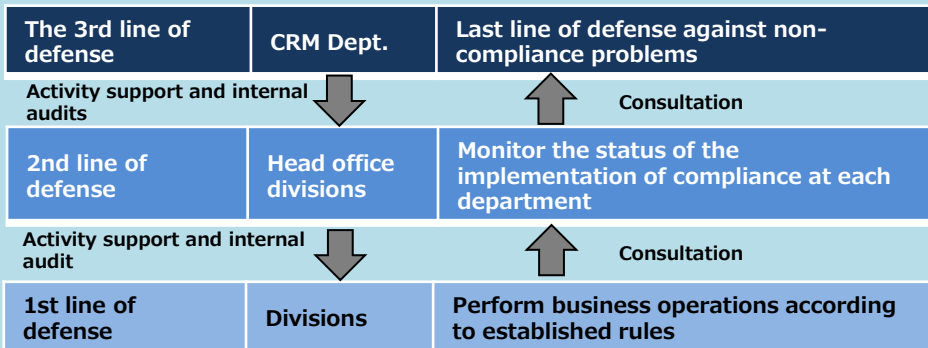 The 3rd line of
defense
CRM Dept.
Last line of defense against non-
compliance problems
Activity support and internal
audits
Consultation
2nd line of
defense
Head office
divisions
Monitor the status of the
implementation of compliance at each
department
Activity support and internal
audit
Consultation
1st line of
defense
Divisions
Perform business operations according
to established rules